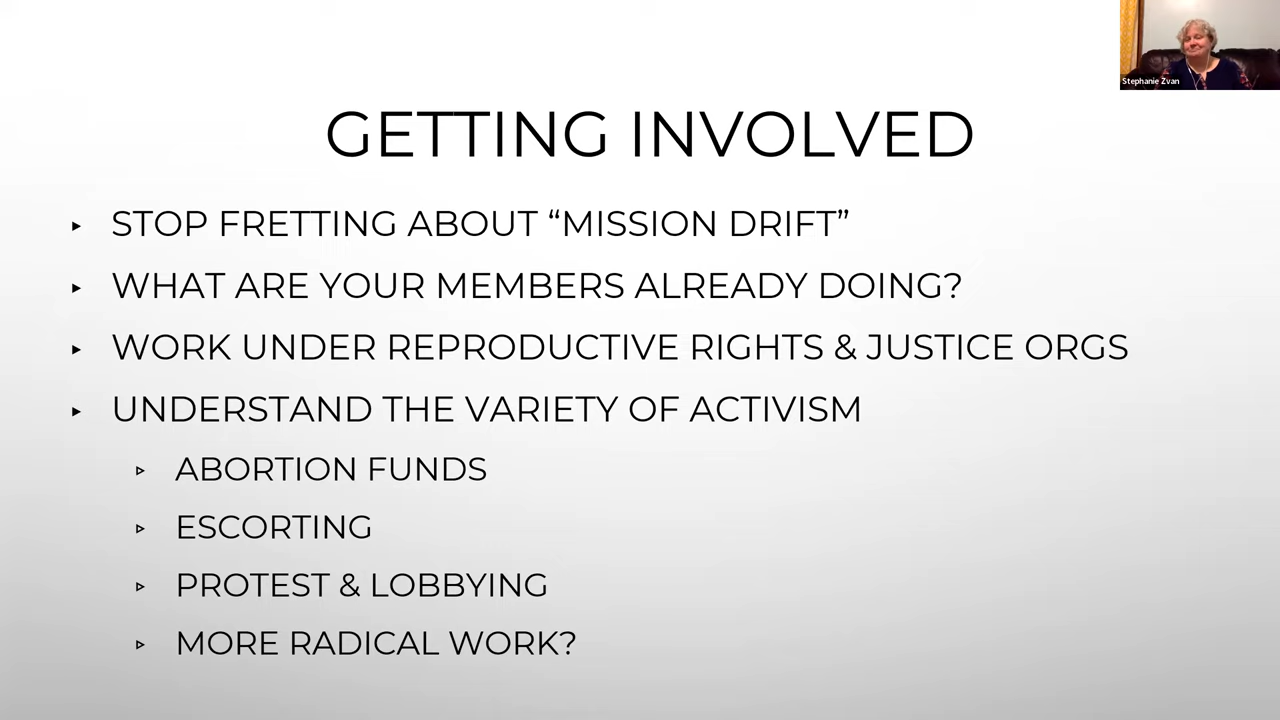 Stephanie Zvan
GETTING INVOLVED
▸ STOP FRETTING ABOUT “MISSION DRIFT”
▸ WHAT ARE YOUR MEMBERS ALREADY DOING?
▸ WORK UNDER REPRODUCTIVE RIGHTS & JUSTICE ORGS
▸ UNDERSTAND THE VARIETY OF ACTIVISM
▹ ABORTION FUNDS
▹ ESCORTING
▹ PROTEST & LOBBYING
▹ MORE RADICAL WORK?